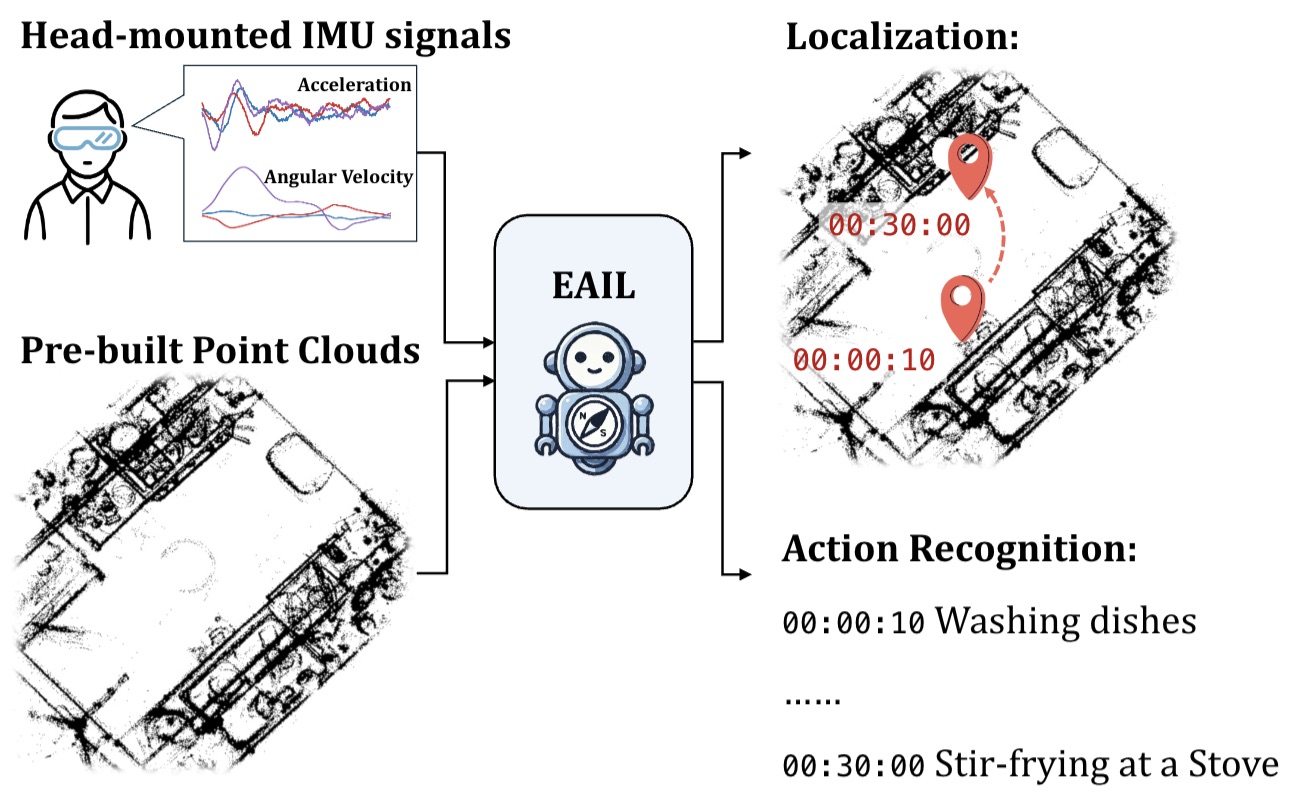 Head-mounted IMU signals
Acceleration
Angular Velocity
Pre-built Point Clouds
EAIL
N
S
Localization:
00:30:00
00:00:10
Action Recognition:
00:00:10 Washing dishes
......
00:30:00 Stir-frying at a Stove